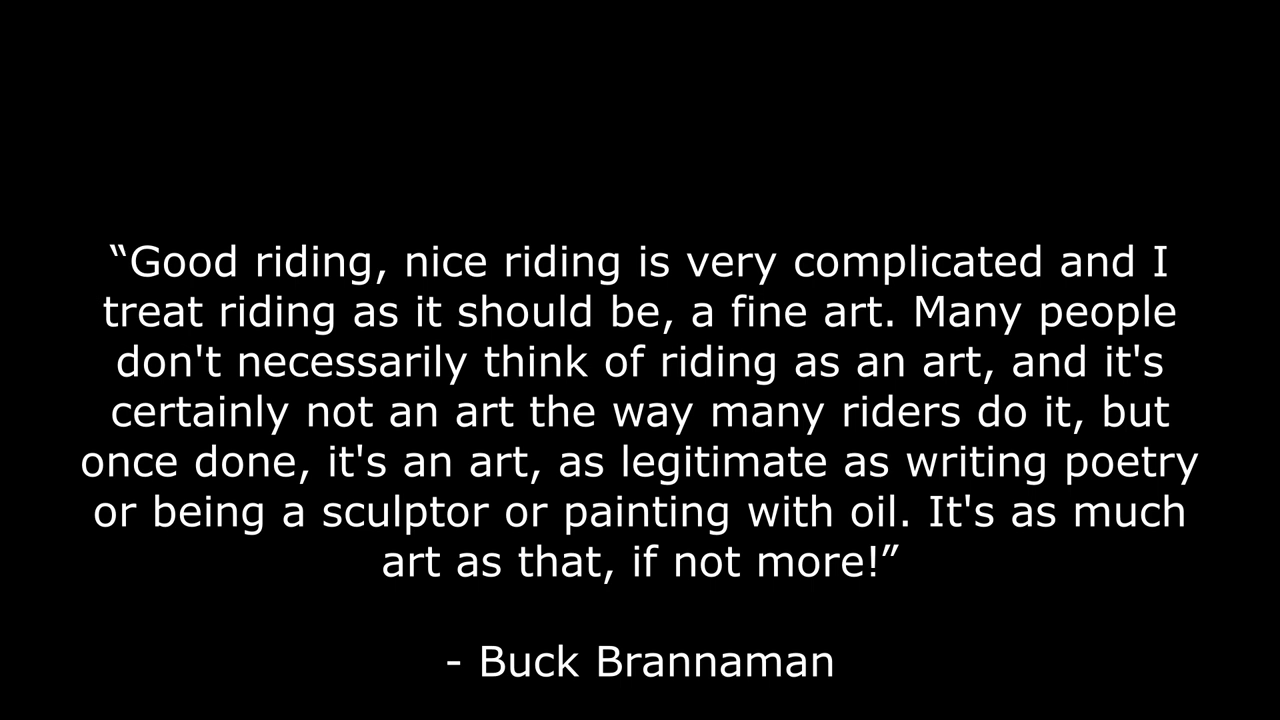 “Good riding, nice riding is very complicated and I
treat riding as it should be, a fine art. Many people
don't necessarily think of riding as an art, and it's
certainly not an art the way many riders do it, but
once done, it's an art, as legitimate as writing poetry
or being a sculptor or painting with oil. It's as much
art as that, if not more!”
- Buck Brannaman